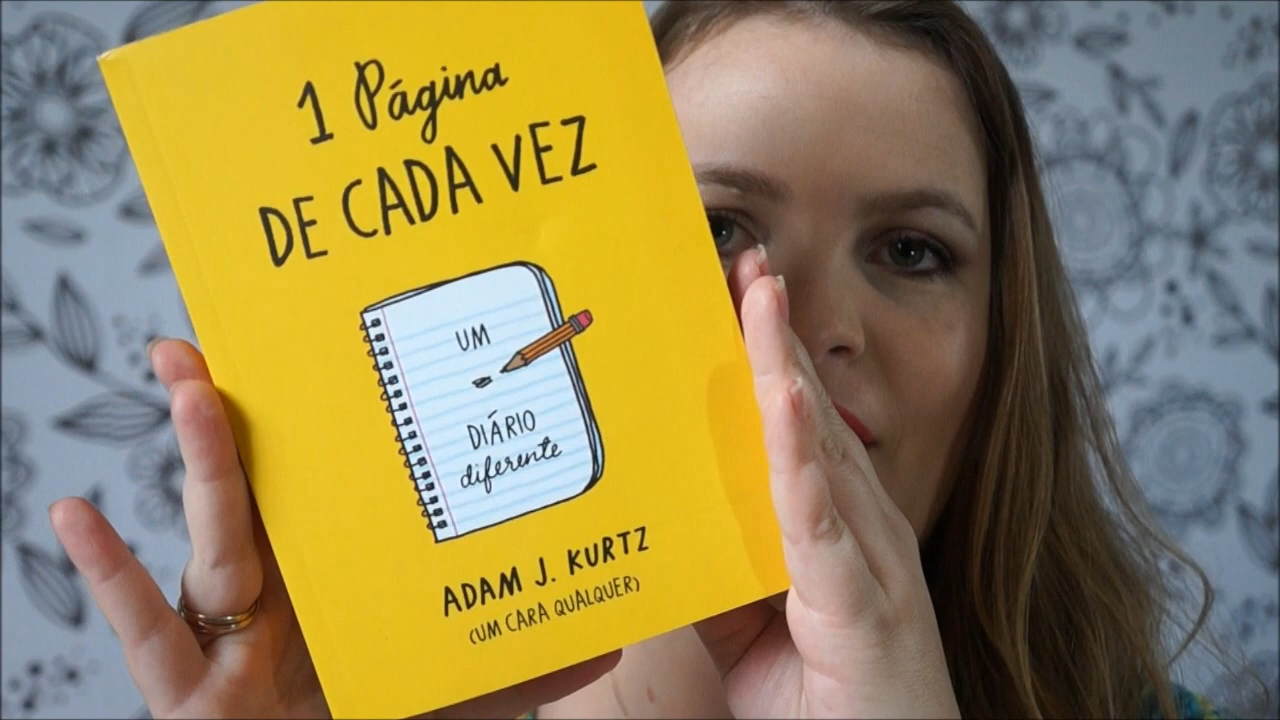 1 Página
DE CADA VEZ
UM
DIÁRIO
diferente
ADAM J. KURTZ
(UM CARA QUALQUER)